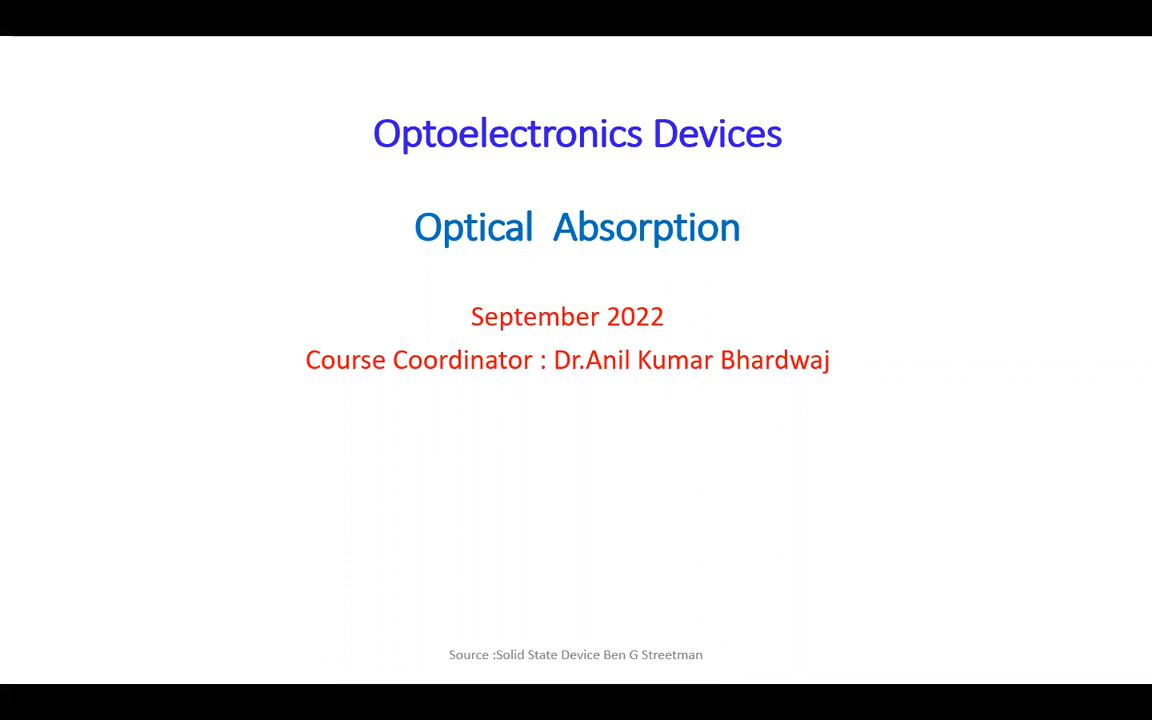 Optoelectronics Devices
Optical  Absorption
September 2022
Course Coordinator : Dr.Anil Kumar Bhardwaj
Source :Solid State Device Ben G Streetman